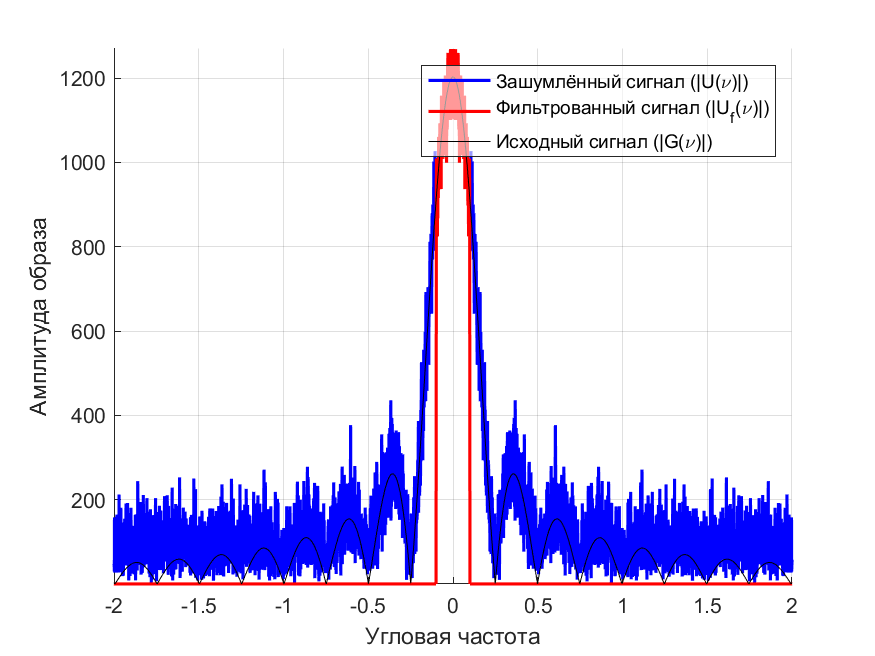 Зашумлённый сигнал (|U(ν)|)
Фильтрованный сигнал (|U_f(ν)|)
Исходный сигнал (|G(ν)|)
1200
1000
800
600
400
200
Амплитуда образа
-2 -1.5 -1 -0.5 0 0.5 1 1.5 2
Угловая частота